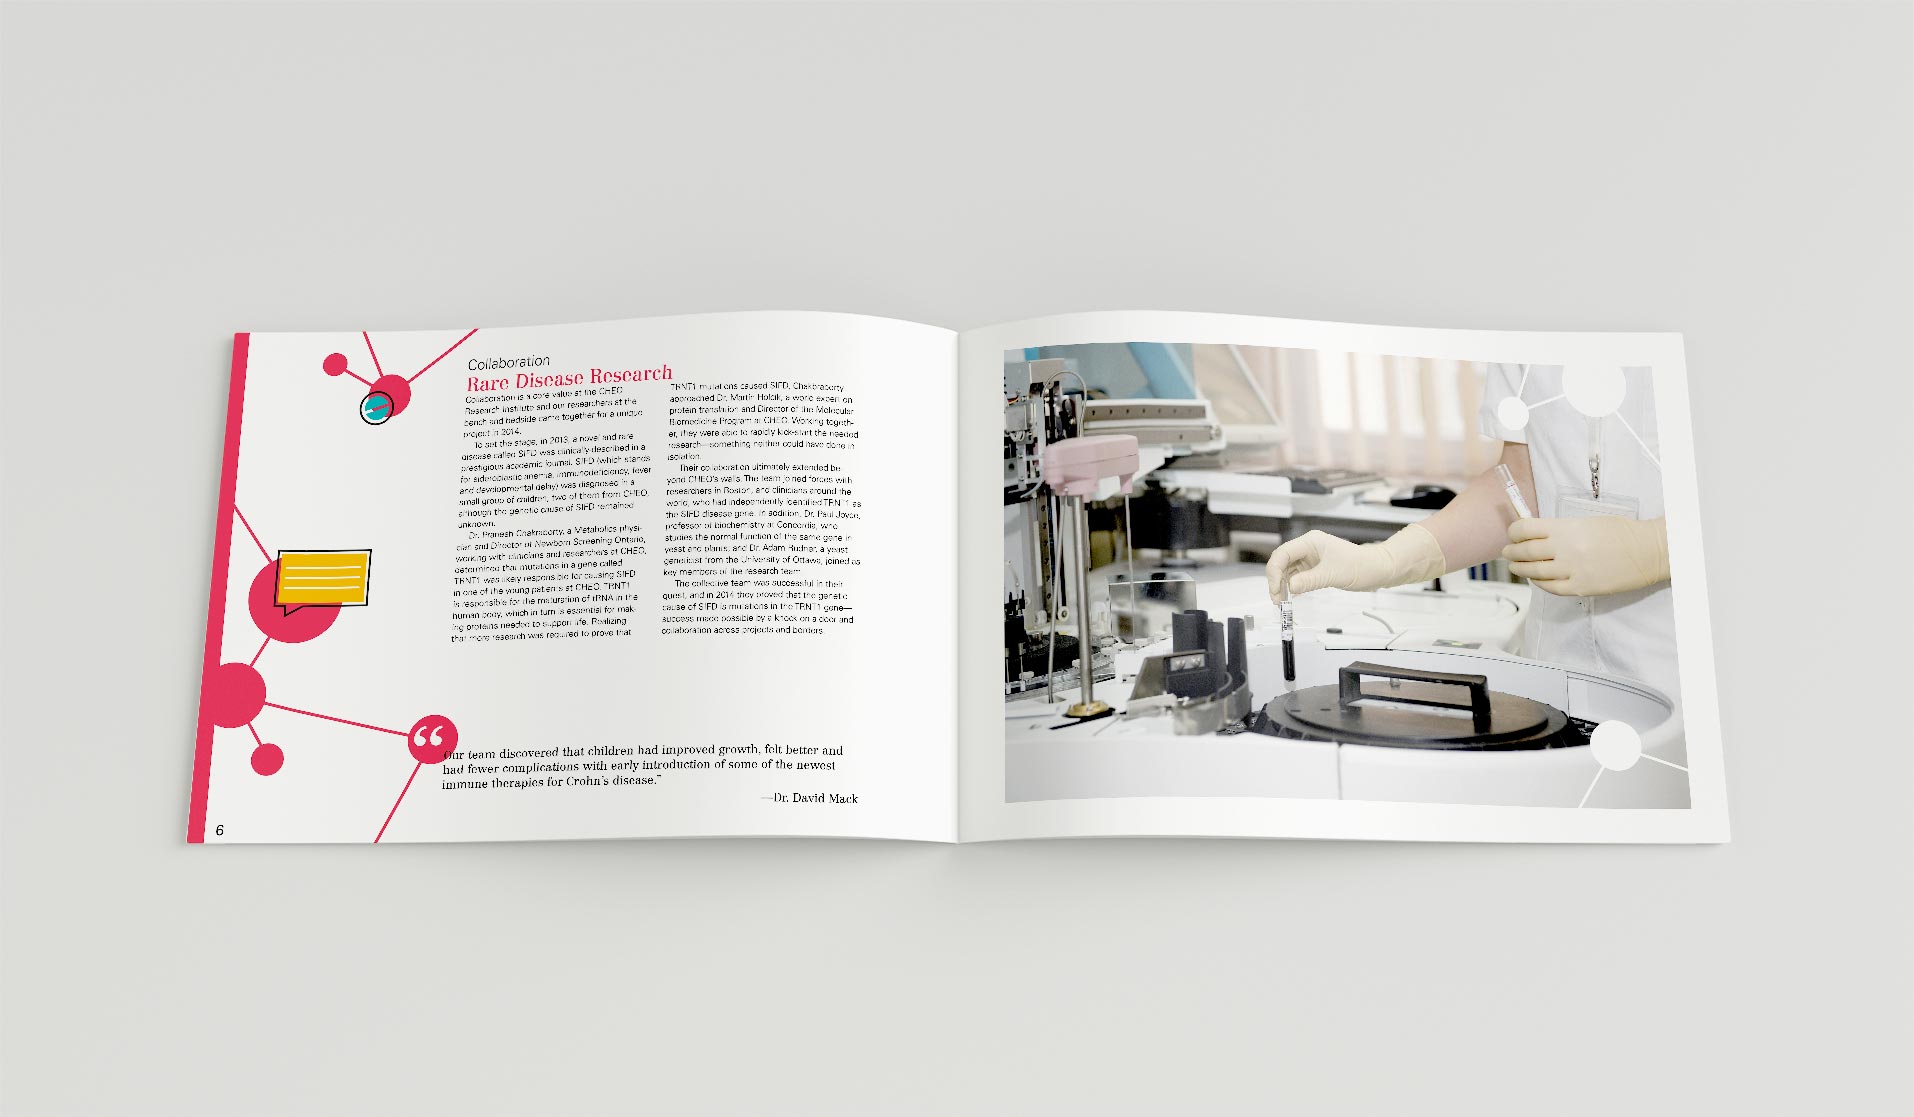 Collaboration
Rare Disease Research
Collaboration is a core value at the CHEO
Research Institute and our researchers at the
bench and bedside came together for a unique
project in 2014.
To set the stage, in 2013, a novel and rare
disease called SIFD was clinically described in a
prestigious academic journal. SIFD (which stands
for sideroblastic anemia, immunodeficiency, fever
and developmental delay) was diagnosed in a
small group of children, two of them from CHEO,
although the genetic cause of SIFD remained
unknown.
Dr. Pranesh Chakraborty, a Metabolics physi-
cian and Director of Newborn Screening Ontario,
working with clinicians and researchers at CHEO,
determined that mutations in a gene called
TRNT1 was likely responsible for causing SIFD
in one of the young patients at CHEO. TRNT1
is responsible for the maturation of tRNA in the
human body, which in turn is essential for mak-
ing proteins needed to support life. Realizing
that more research was required to prove that
TRNT1 mutations caused SIFD, Chakraborty
approached Dr. Martin Holcik, a world expert on
protein translation and Director of the Molecular
Biomedicine Program at CHEO. Working togeth-
er, they were able to rapidly kick-start the needed
research—something neither could have done in
isolation.
Their collaboration ultimately extended be-
yond CHEO's walls. The team joined forces with
researchers in Boston, and clinicians around the
world, who had independently identified TRNT1 as
the SIFD disease gene. In addition, Dr. Paul Joyce,
professor of biochemistry at Concordia, who
studies the normal function of the same gene in
yeast and plants; and Dr. Adam Rudner, a yeast
geneticist from the University of Ottawa, joined as
key members of the research team.
The collective team was successful in their
quest, and in 2014 they proved that the genetic
cause of SIFD is mutations in the TRNT1 gene—
success made possible by a knock on a door and
collaboration across projects and borders.
“
Our team discovered that children had improved growth, felt better and
had fewer complications with early introduction of some of the newest
immune therapies for Crohn's disease.”
—Dr. David Mack
6